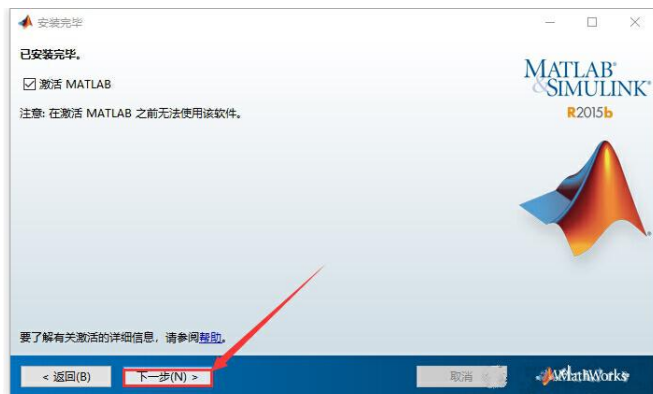 安装完毕
已安装完毕。
激活 MATLAB
注意: 在激活 MATLAB 之前无法使用该软件。
MATLAB®
&SIMULINK®
R2015b
要了解有关激活的详细信息，请参阅帮助。
< 返回(B)
下一步(N) >
取消
MathWorks®